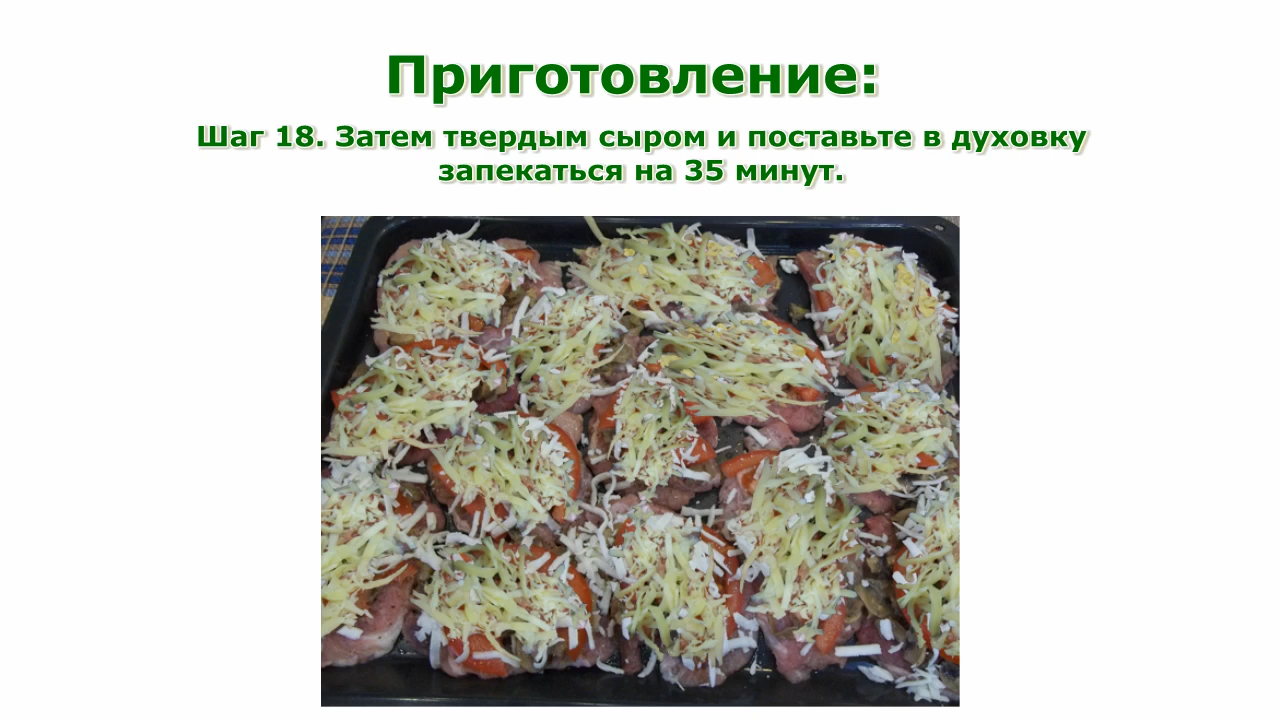 Приготовление:
Шаг 18. Затем твердым сыром и поставьте в духовку
запекаться на 35 минут.